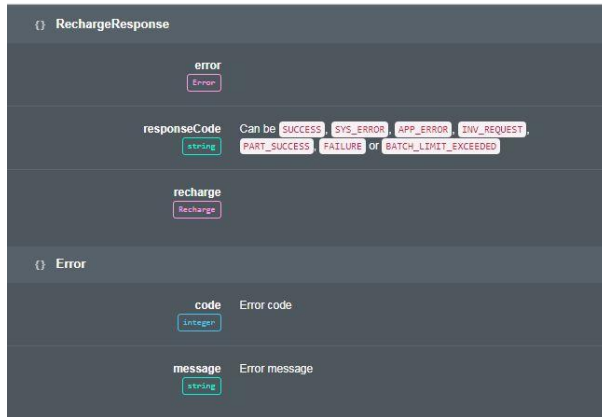 {} RechargeResponse
error
Error
responseCode Can be SUCCESS, SYS_ERROR, APP_ERROR, INV_REQUEST,
string PART_SUCCESS, FAILURE or BATCH_LIMIT_EXCEEDED
recharge
Recharge
{} Error
code Error code
integer
message Error message
string